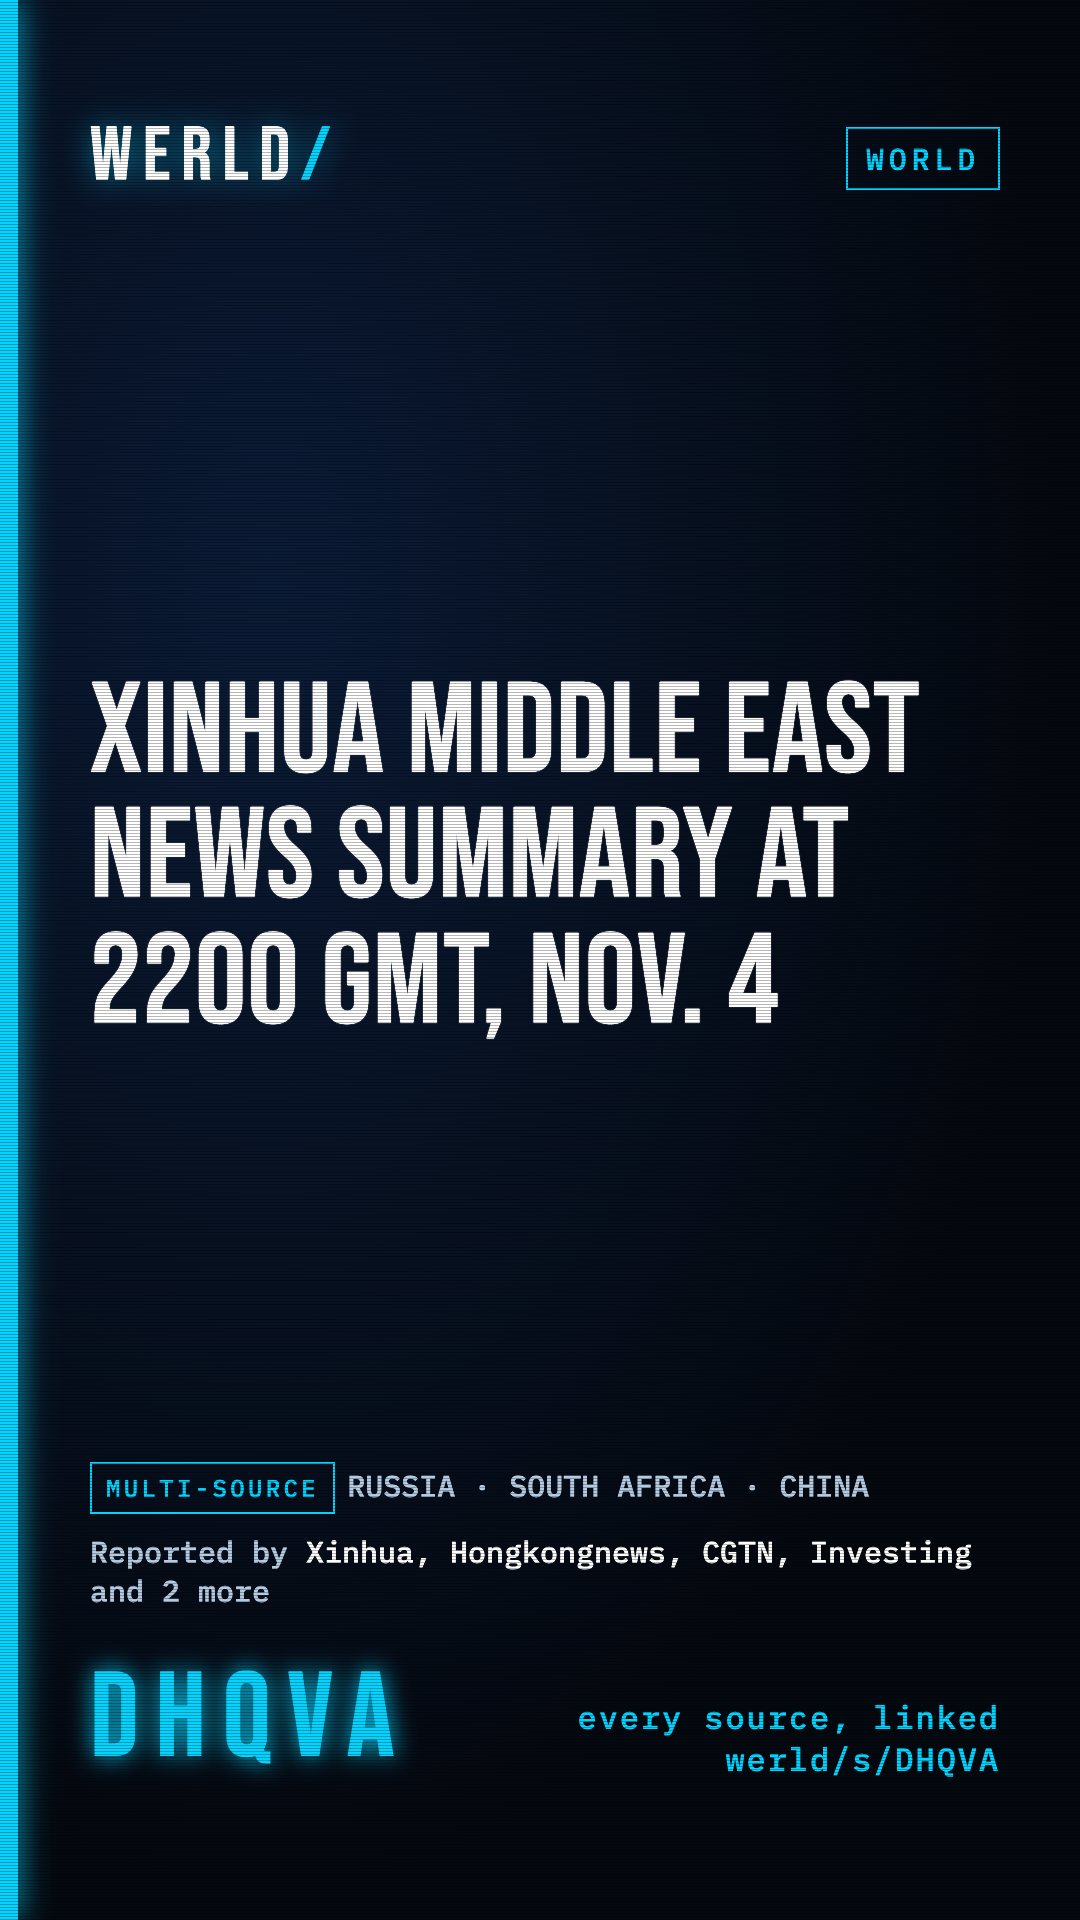 WERLD/
WORLD
XINHUA MIDDLE EAST
NEWS SUMMARY AT
2200 GMT, NOV. 4
MULTI-SOURCE RUSSIA · SOUTH AFRICA · CHINA
Reported by Xinhua, Hongkongnews, CGTN, Investing
and 2 more
DHQVA
every source, linked
werld/s/DHQVA